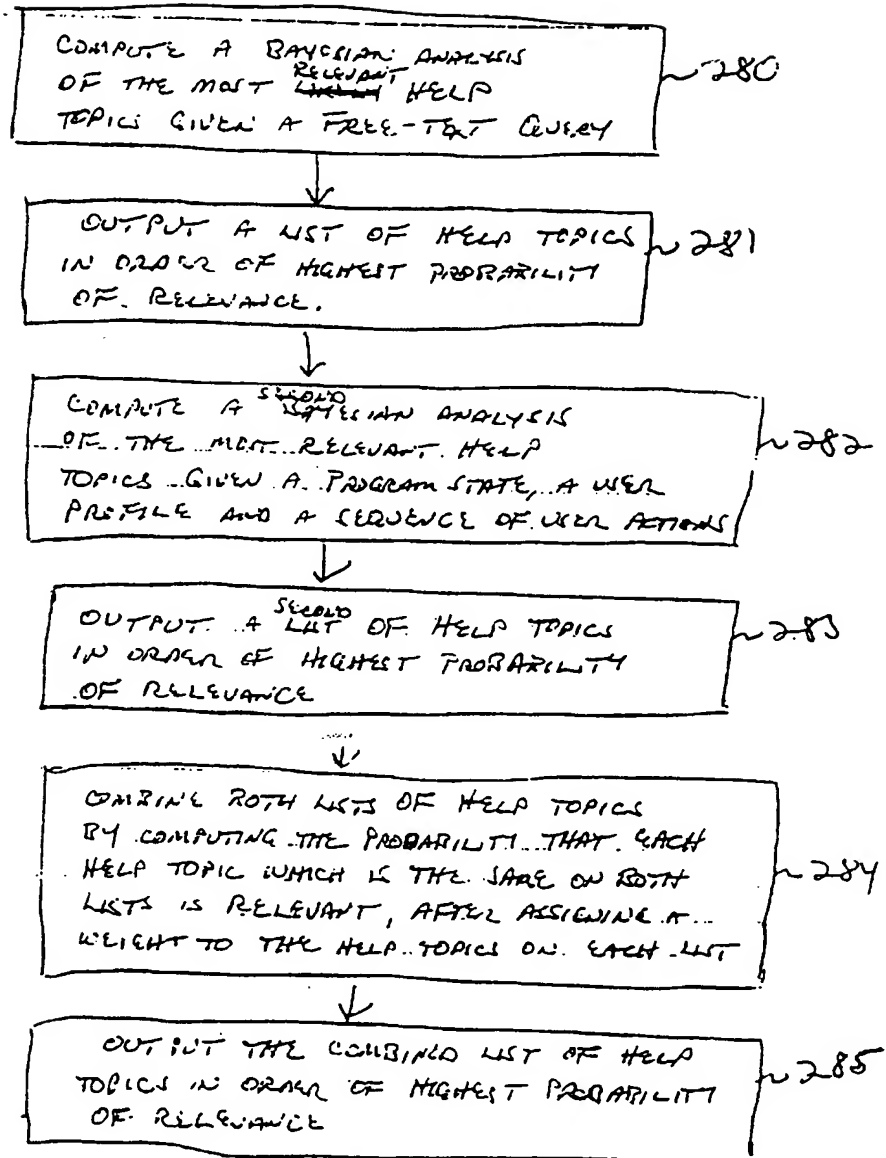 COMPUTE A BAYESIAN ANALYSIS
OF THE MOST RELEVANT HELP
TOPICS GIVEN A FREE-TEXT QUERY
280
OUTPUT A LIST OF HELP TOPICS
IN ORDER OF HIGHEST PROBABILITY
OF RELEVANCE.
281
COMPUTE A SECOND BAYESIAN ANALYSIS
OF THE MOST RELEVANT HELP
TOPICS GIVEN A PROGRAM STATE, A USER
PROFILE AND A SEQUENCE OF USER ACTIONS
282
OUTPUT A SECOND LIST OF HELP TOPICS
IN ORDER OF HIGHEST PROBABILITY
OF RELEVANCE
283
COMBINE BOTH LISTS OF HELP TOPICS
BY COMPUTING THE PROBABILITY THAT EACH
HELP TOPIC WHICH IS THE SAME ON BOTH
LISTS IS RELEVANT, AFTER ASSIGNING A
WEIGHT TO THE HELP TOPICS ON EACH LIST
284
OUTPUT THE COMBINED LIST OF HELP
TOPICS IN ORDER OF HIGHEST PROBABILITY
OF RELEVANCE
285